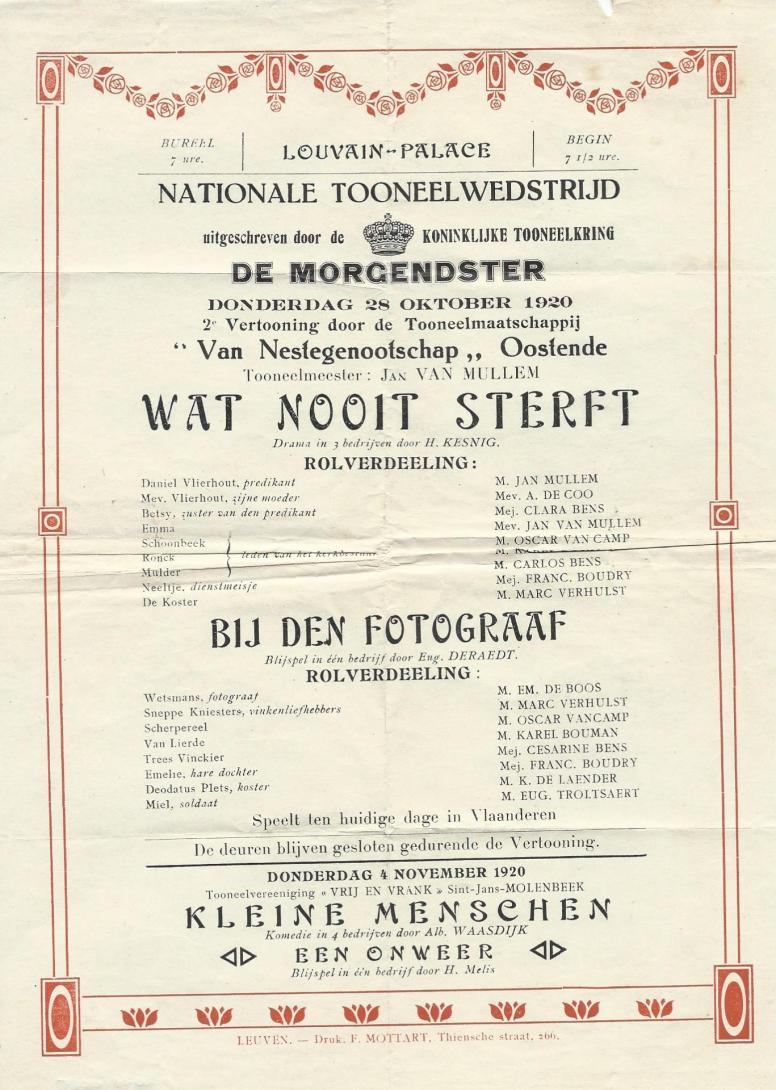 BUREEL
7 ure.
LOUVAIN-PALACE
BEGIN
7 1/2 ure.
NATIONALE TOONEELWEDSTRIJD
uitgeschreven door de KONINKLIJKE TOONEELKRING
DE MORGENDSTER
DONDERDAG 28 OKTOBER 1920
2e Vertooning door de Tooneelmaatschappij
“ Van Nestegenootschap „ Oostende
Tooneelmeester : Jan VAN MULLEM
WAT NOOIT STERFT
Drama in 3 bedrijven door H. KESNIG.
ROLVERDEELING :
Daniel Vlierhout, predikant M. JAN MULLEM
Mev. Vlierhout, zijne moeder Mev. A. DE COO
Betsy, zuster van den predikant Mej. CLARA BENS
Emma Mev. JAN VAN MULLEM
Schoonbeek M. OSCAR VAN CAMP
Ronck } leden van het kerkbestuur M.
Mulder M. CARLOS BENS
Neeltje, dienstmeisje Mej. FRANC. BOUDRY
De Koster M. MARC VERHULST
BIJ DEN FOTOGRAAF
Blijspel in één bedrijf door Eug. DERAEDT.
ROLVERDEELING :
Wetsmans, fotograaf M. EM. DE BOOS
Sneppe Kniesters, vinkenliefhebbers M. MARC VERHULST
Scherpereel M. OSCAR VANCAMP
Van Lierde M. KAREL BOUMAN
Trees Vinckier Mej. CESARINE BENS
Emelie, hare dochter Mej. FRANC. BOUDRY
Deodatus Plets, koster M. K. DE LAENDER
Miel, soldaat M. EUG. TROLTSAERT
Speelt ten huidige dage in Vlaanderen
De deuren blijven gesloten gedurende de Vertooning.
DONDERDAG 4 NOVEMBER 1920
Tooneelvereeniging « VRIJ EN VRANK » Sint-Jans-MOLENBEEK
KLEINE MENSCHEN
Komedie in 4 bedrijven door Alb. WAASDIJK
EEN ONWEER
Blijspel in één bedrijf door H. Melis
LEUVEN. — Druk. F. MOTTART, Thiensche straat, 266.